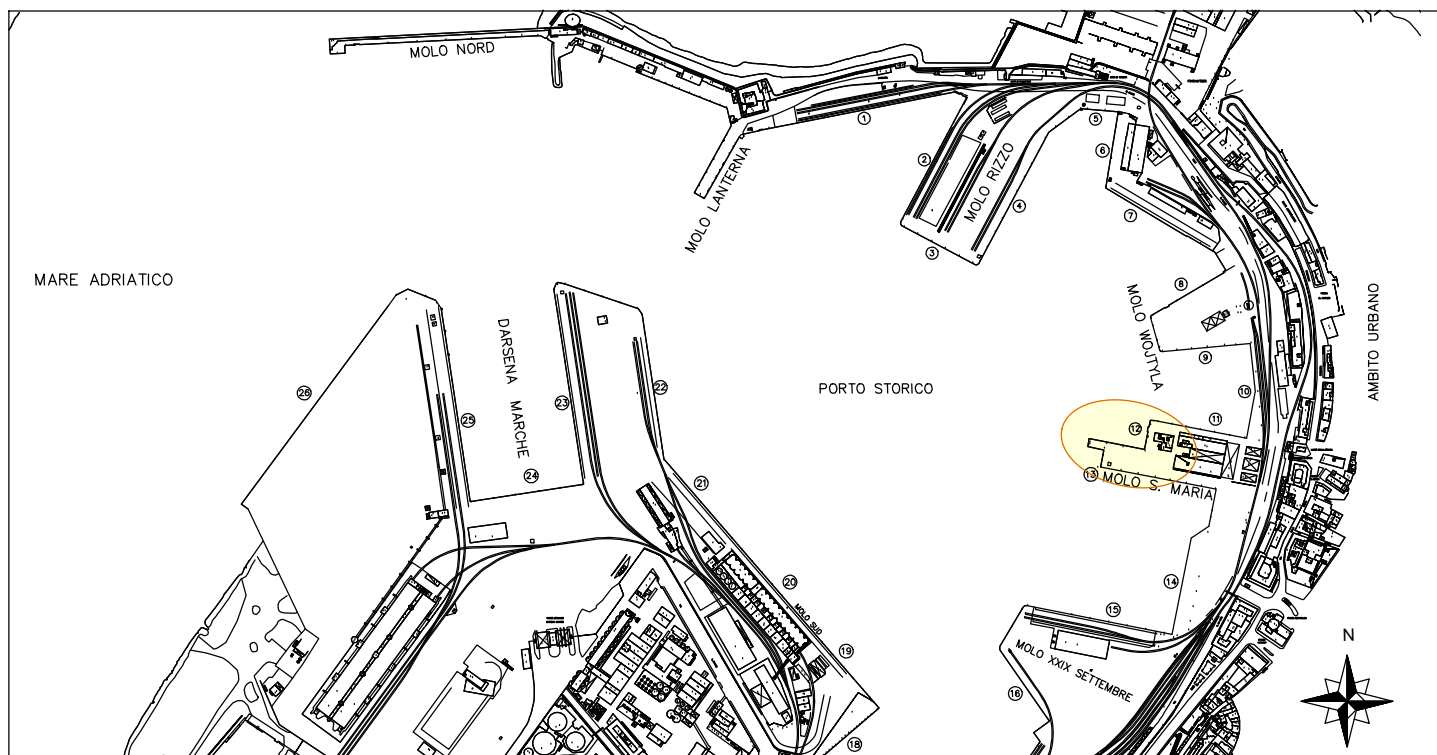 MOLO NORD
1
5
2
6
MOLO RIZZO
MOLO LANTERNA
4
7
3
MARE ADRIATICO
8
MOLO WOJTYLA
DARSENA MARCHE
AMBITO URBANO
9
26
23
22
PORTO STORICO
10
25
11
12
24
13
MOLO S. MARIA
21
20
14
15
MOLO SUD
19
MOLO XXIX SETTEMBRE
16
18
N